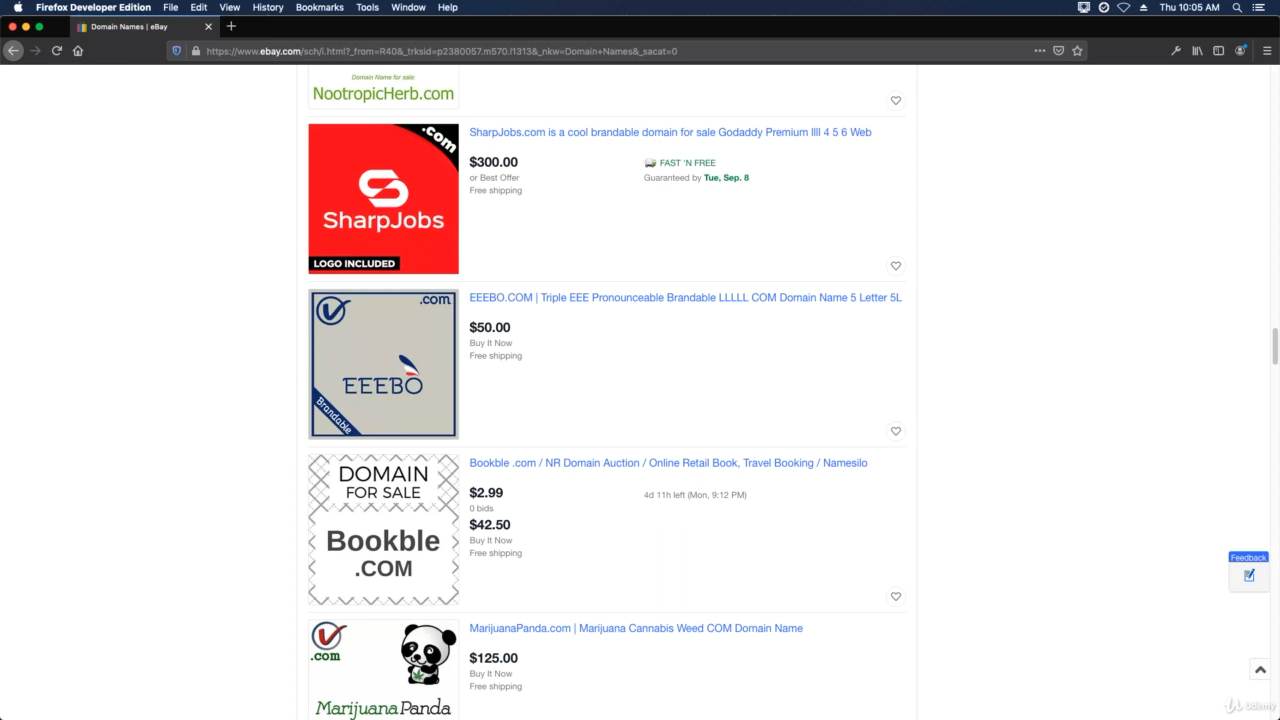 Firefox Developer Edition File Edit View History Bookmarks Tools Window Help
Thu 10:05 AM
Domain Names | eBay
https://www.ebay.com/sch/i.html?_from=R40&_trksid=p2380057.m570.l1313&_nkw=Domain+Names&_sacat=0
Domain Name for sale:
NootropicHerb.com
.com
SharpJobs
LOGO INCLUDED
SharpJobs.com is a cool brandable domain for sale Godaddy Premium llll 4 5 6 Web
$300.00
or Best Offer
Free shipping
FAST 'N FREE
Guaranteed by Tue, Sep. 8
.com
EEEBO
Brandable
EEEBO.COM | Triple EEE Pronounceable Brandable LLLLL COM Domain Name 5 Letter 5L
$50.00
Buy It Now
Free shipping
DOMAIN
FOR SALE
Bookble
.COM
Bookble .com / NR Domain Auction / Online Retail Book, Travel Booking / Namesilo
$2.99
0 bids
$42.50
Buy It Now
Free shipping
4d 11h left (Mon, 9:12 PM)
Feedback
.com
Marijuana Panda
MarijuanaPanda.com | Marijuana Cannabis Weed COM Domain Name
$125.00
Buy It Now
Free shipping
Udemy